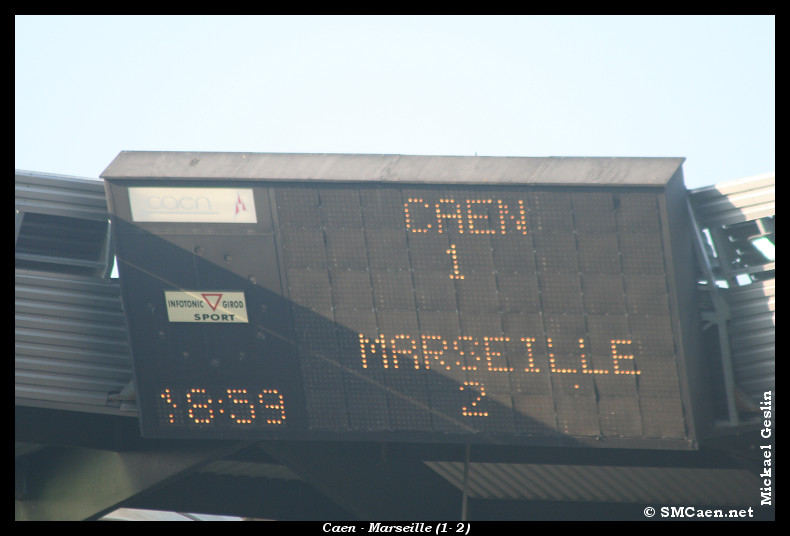 caen
CAEN
1
INFOTONIC GIROD
SPORT
MARSEILLE
2
18:59
Mickael Geslin
© SMCaen.net
Caen - Marseille (1- 2)